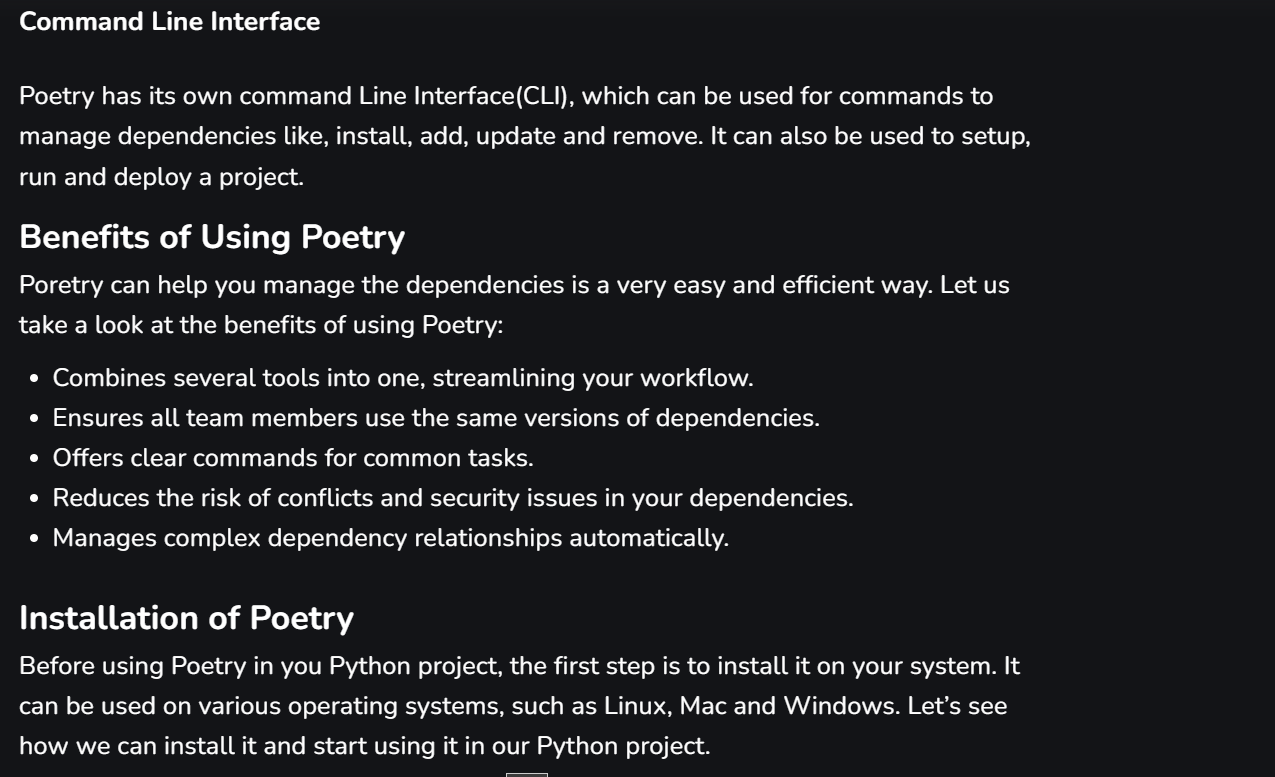 Command Line Interface
Poetry has its own command Line Interface(CLI), which can be used for commands to
manage dependencies like, install, add, update and remove. It can also be used to setup,
run and deploy a project.
Benefits of Using Poetry
Poretry can help you manage the dependencies is a very easy and efficient way. Let us
take a look at the benefits of using Poetry:
• Combines several tools into one, streamlining your workflow.
• Ensures all team members use the same versions of dependencies.
• Offers clear commands for common tasks.
• Reduces the risk of conflicts and security issues in your dependencies.
• Manages complex dependency relationships automatically.
Installation of Poetry
Before using Poetry in you Python project, the first step is to install it on your system. It
can be used on various operating systems, such as Linux, Mac and Windows. Let’s see
how we can install it and start using it in our Python project.